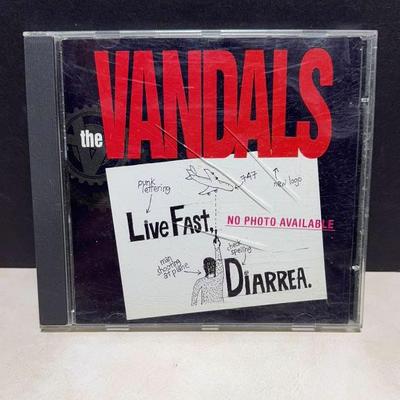 the VANDALS
punk lettering
747
new logo
Live Fast,
NO PHOTO AVAILABLE
man shooting at plane
check spelling
DIARREA.